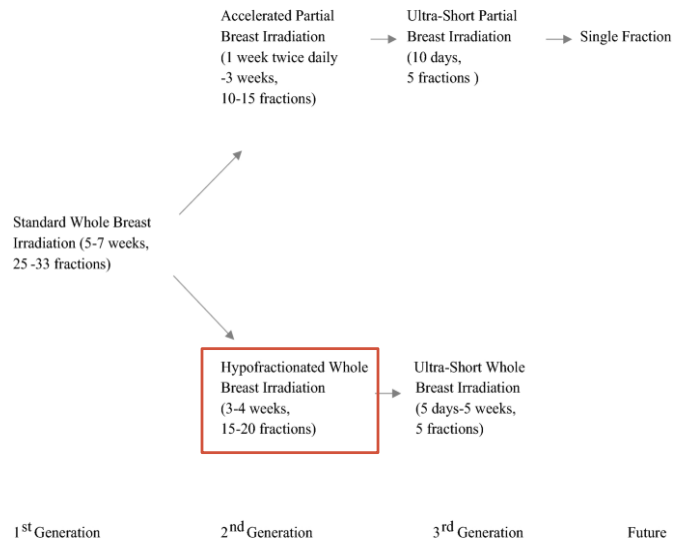 Accelerated Partial
Breast Irradiation
(1 week twice daily
-3 weeks,
10-15 fractions)
Ultra-Short Partial
Breast Irradiation
(10 days,
5 fractions )
Single Fraction
Standard Whole Breast
Irradiation (5-7 weeks,
25 -33 fractions)
Hypofractionated Whole
Breast Irradiation
(3-4 weeks,
15-20 fractions)
Ultra-Short Whole
Breast Irradiation
(5 days-5 weeks,
5 fractions)
1st Generation
2nd Generation
3rd Generation
Future